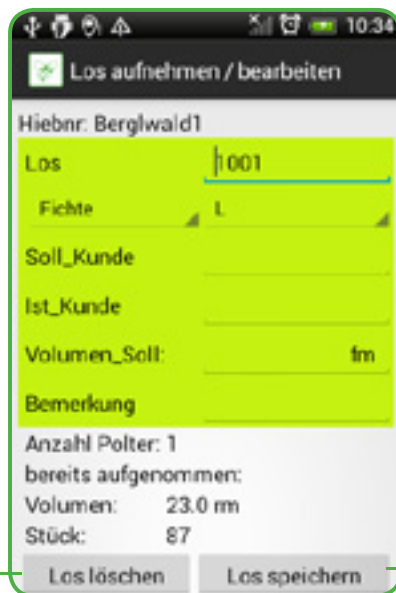 10:34
Los aufnehmen / bearbeiten
Hiebnr: Berglwald1
Los 1001
Fichte L
Soll_Kunde
Ist_Kunde
Volumen_Soll: fm
Bemerkung
Anzahl Polter: 1
bereits aufgenommen:
Volumen: 23.0 rm
Stück: 87
Los löschen Los speichern